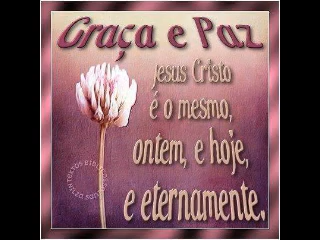 Graça e Paz
Jesus Cristo
é o mesmo,
ontem, e hoje,
e eternamente.